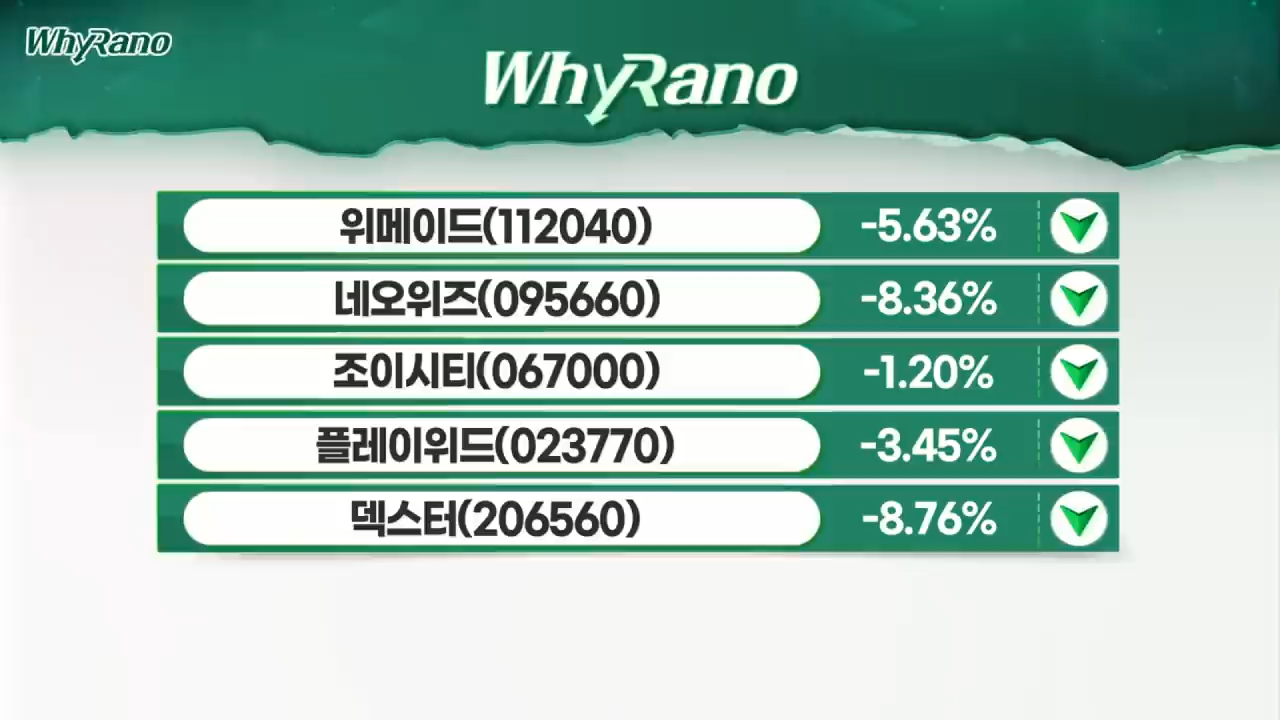 WhyRano
WhyRano
위메이드(112040) -5.63%
네오위즈(095660) -8.36%
조이시티(067000) -1.20%
플레이위드(023770) -3.45%
덱스터(206560) -8.76%